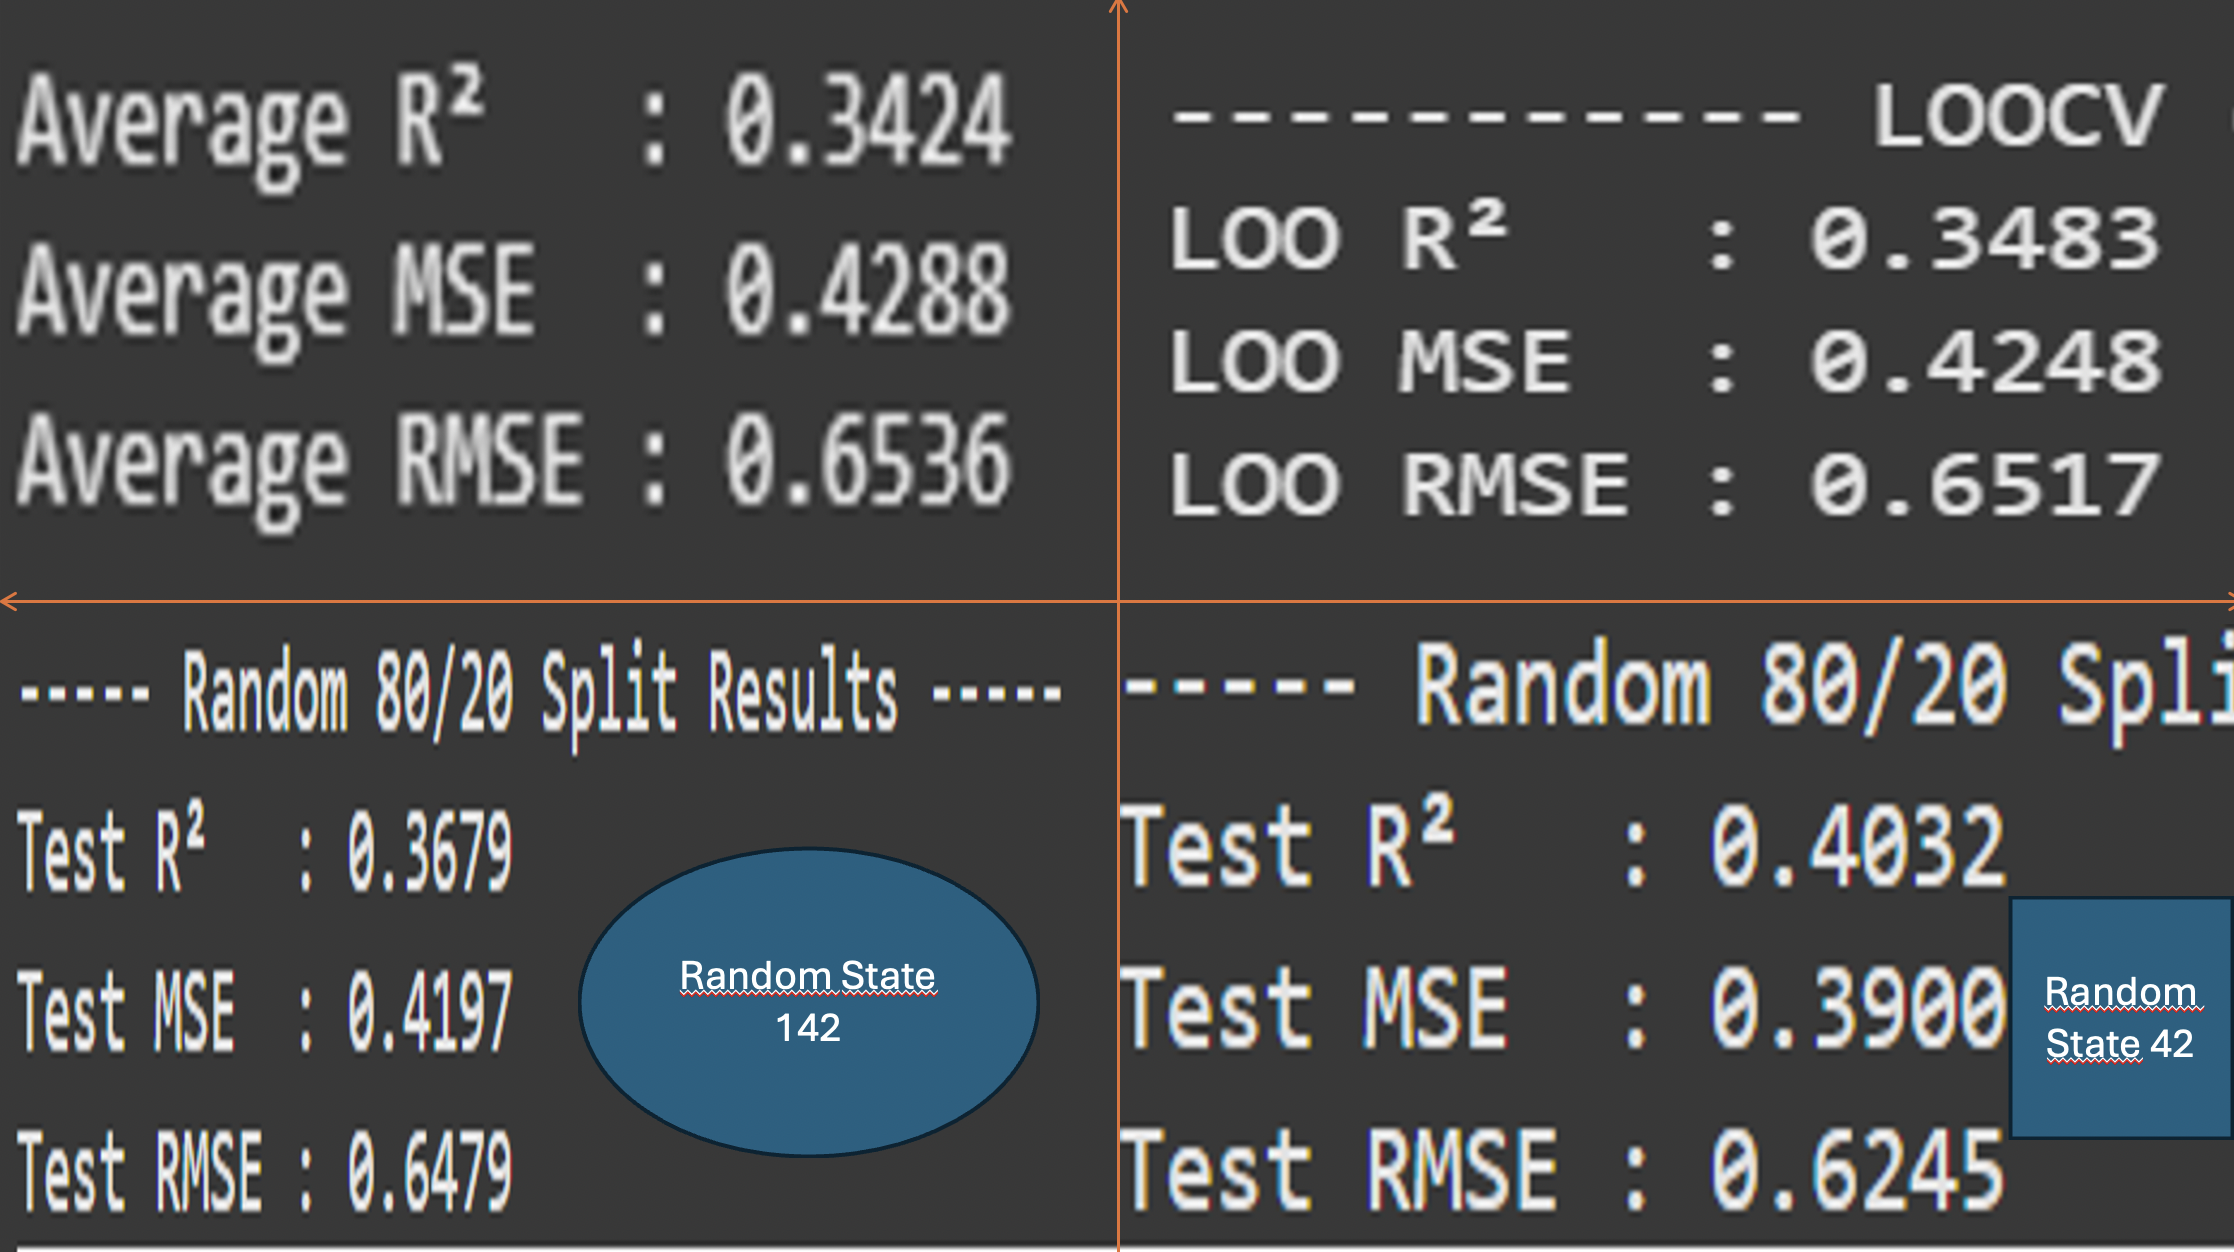 Average R² : 0.3424
Average MSE : 0.4288
Average RMSE : 0.6536
----------- LOOCV
LOO R² : 0.3483
LOO MSE : 0.4248
LOO RMSE : 0.6517
----- Random 80/20 Split Results -----
Test R² : 0.3679
Test MSE : 0.4197
Test RMSE : 0.6479
Random State
142
----- Random 80/20 Spli
Test R² : 0.4032
Test MSE : 0.3900
Test RMSE : 0.6245
Random
State 42